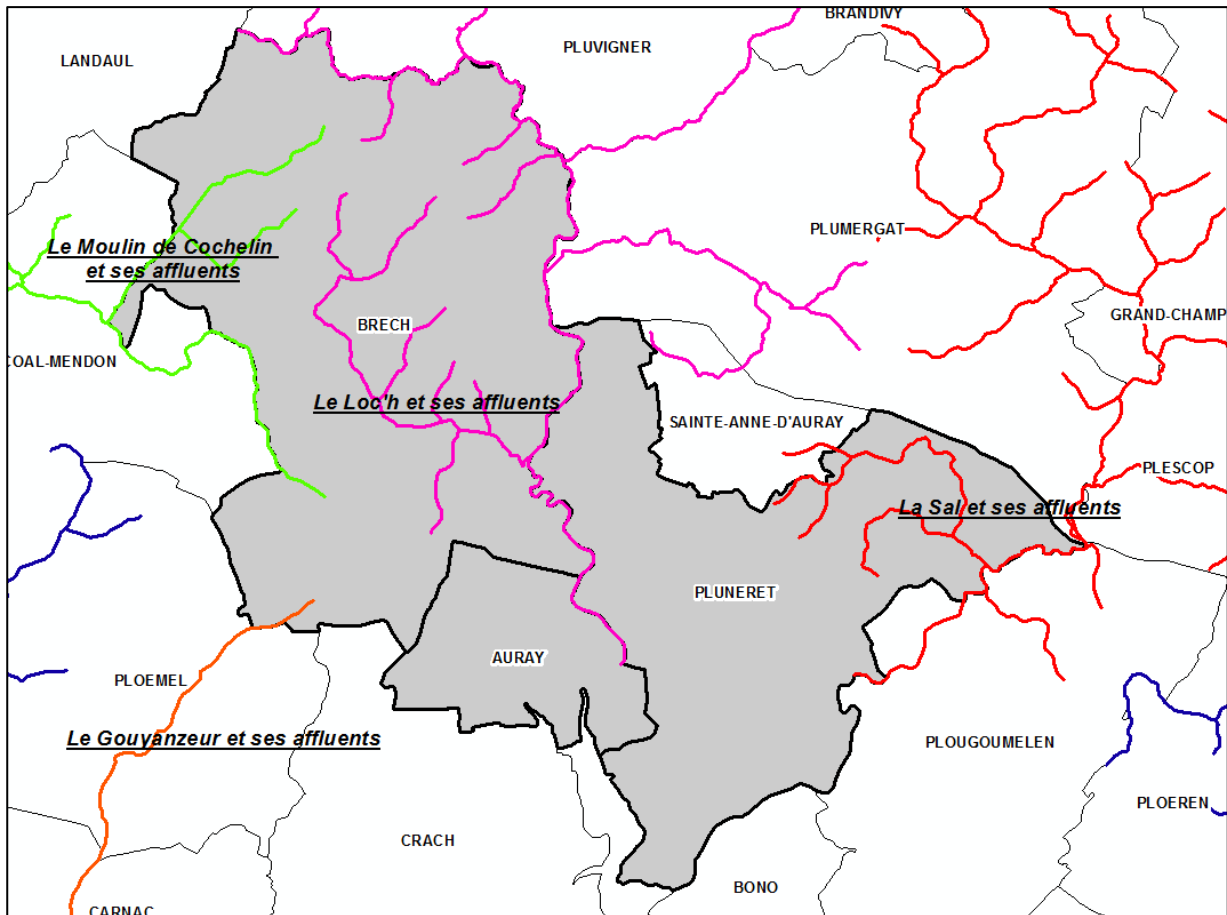 BRANDIVY
LANDAUL
PLUVIGNER
PLUMERGAT
Le Moulin de Cochelin
et ses affluents
GRAND-CHAMP
BRECH
COAL-MENDON
Le Loc'h et ses affluents
SAINTE-ANNE-D'AURAY
PLESCOP
La Sal et ses affluents
PLUNERET
AURAY
PLOEMEL
Le Gouyanzeur et ses affluents
PLOUGOUMELEN
PLOEREN
CRACH
BONO
CARNAC